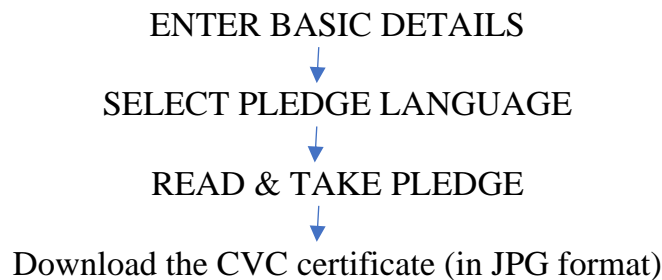 ENTER BASIC DETAILS
SELECT PLEDGE LANGUAGE
READ & TAKE PLEDGE
Download the CVC certificate (in JPG format)